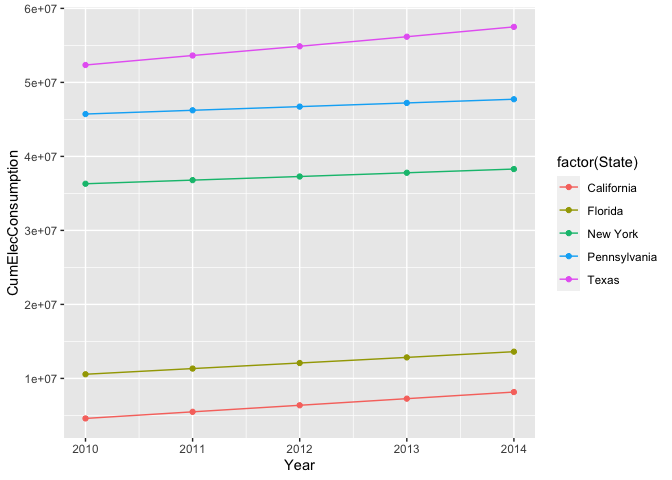 6e+07
5e+07
4e+07
3e+07
2e+07
1e+07
CumElecConsumption
2010 2011 2012 2013 2014
Year
factor(State)
California
Florida
New York
Pennsylvania
Texas